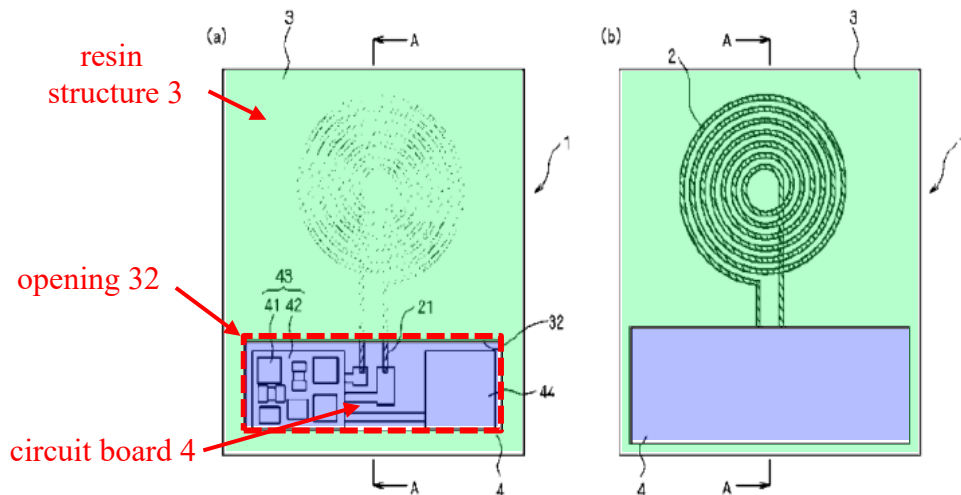 (a)
3
A
resin
structure 3
1
opening 32
43
41 42
21
32
44
circuit board 4
4
A
(b)
A
3
2
4
A